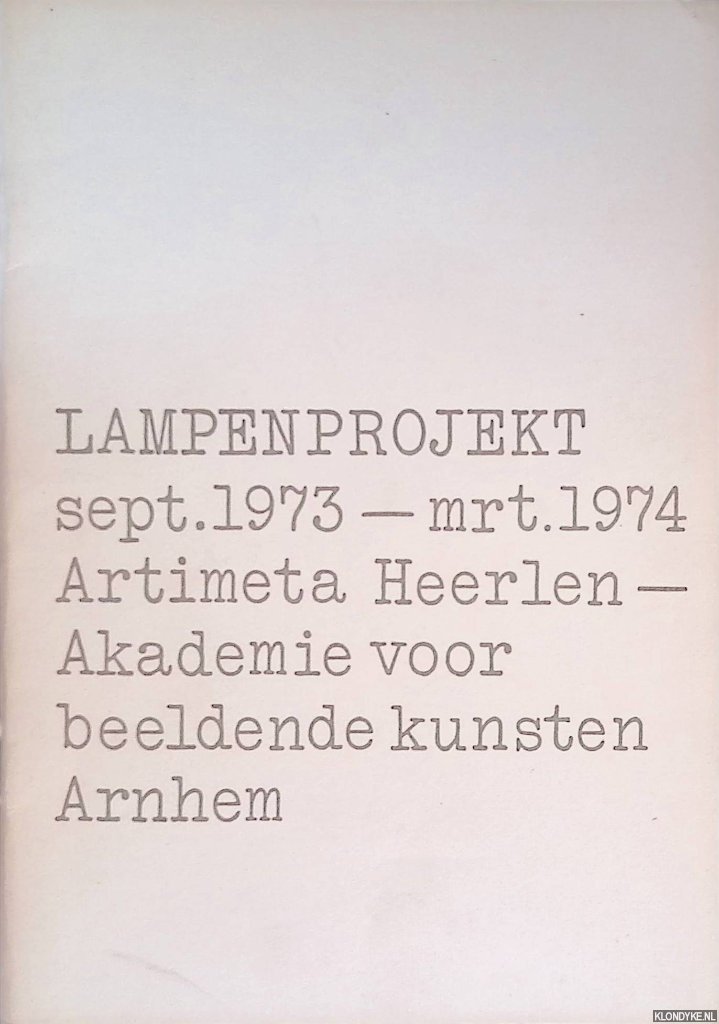 LAMPENPROJEKT
sept.1973 — mrt.1974
Artimeta Heerlen —
Akademie voor
beeldende kunsten
Arnhem
KLONDYKE.NL